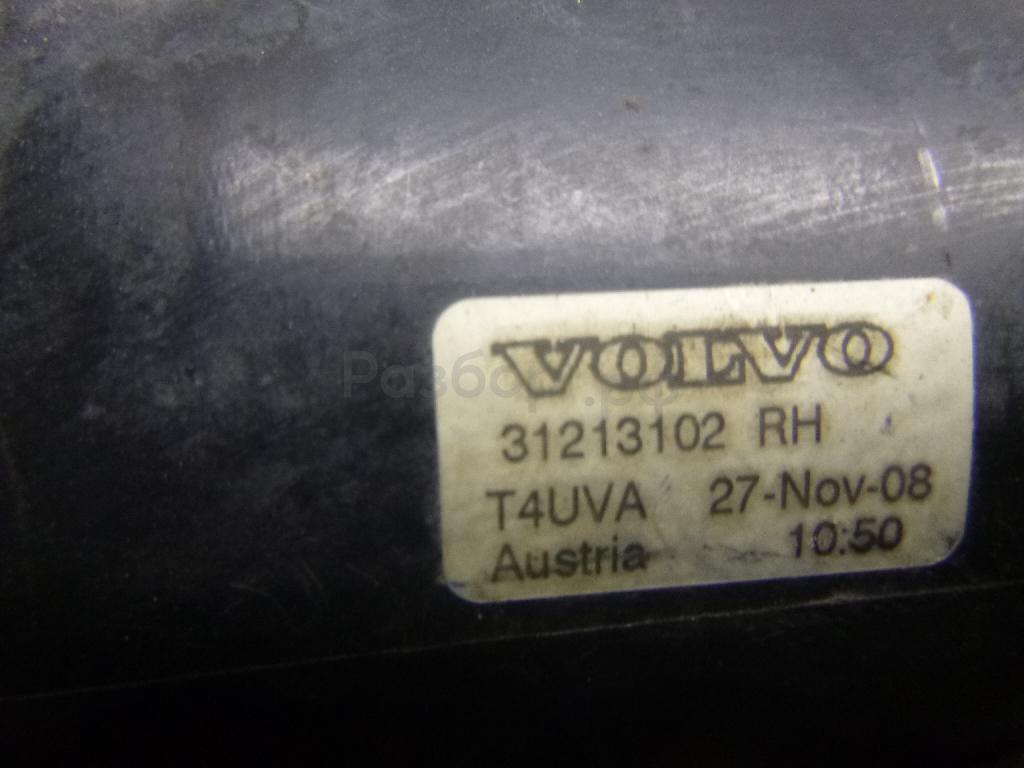 VOLVO
31213102 RH
T4UVA 27-Nov-08
Austria 10:50